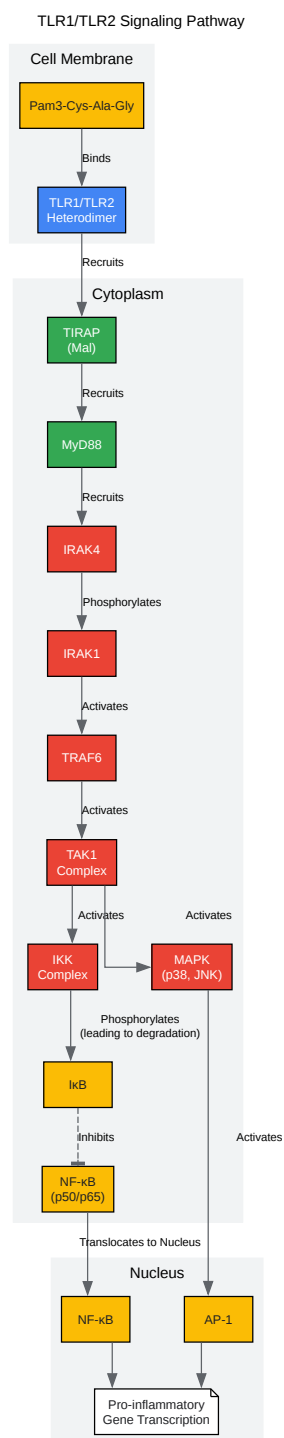 TLR1/TLR2 Signaling Pathway
Cell Membrane
Pam3-Cys-Ala-Gly
Binds
TLR1/TLR2
Heterodimer
Recruits
Cytoplasm
TIRAP
(Mal)
Recruits
MyD88
Recruits
IRAK4
Phosphorylates
IRAK1
Activates
TRAF6
Activates
TAK1
Complex
Activates
Activates
IKK
Complex
MAPK
(p38, JNK)
Phosphorylates
(leading to degradation)
IκB
Inhibits
Activates
NF-κB
(p50/p65)
Translocates to Nucleus
Nucleus
NF-κB
AP-1
Pro-inflammatory
Gene Transcription